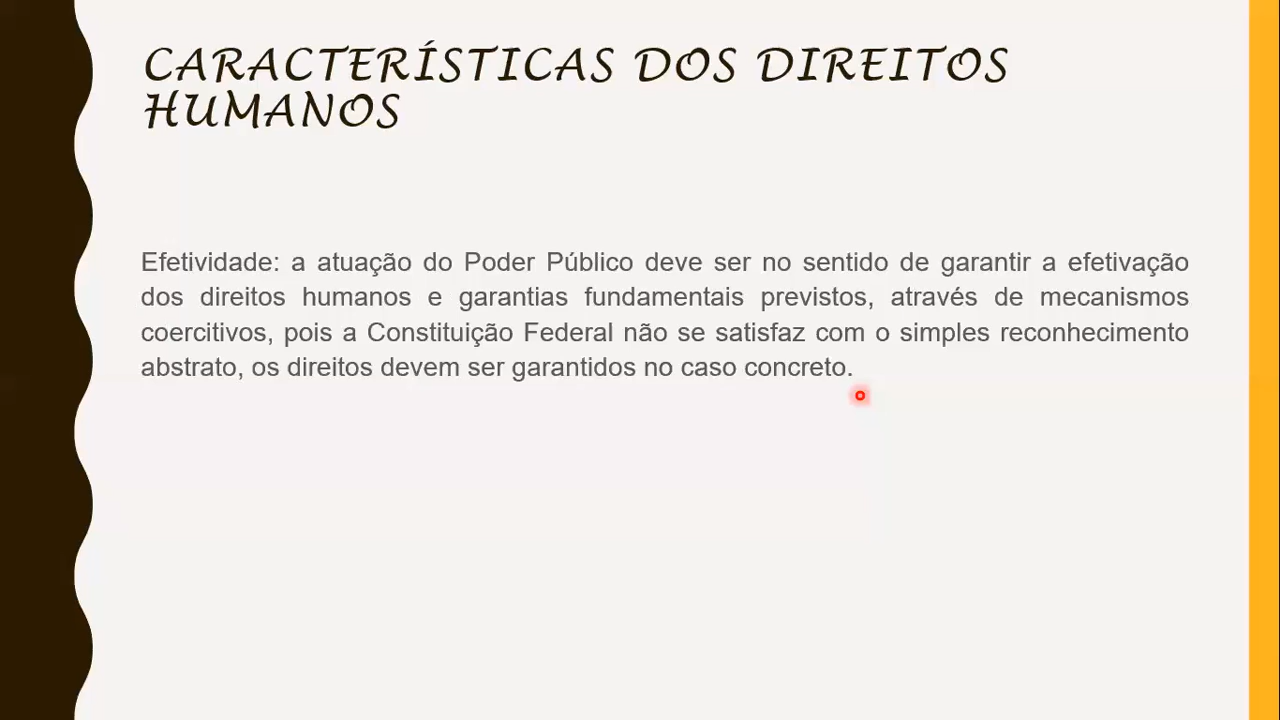 CARACTERÍSTICAS DOS DIREITOS
HUMANOS
Efetividade: a atuação do Poder Público deve ser no sentido de garantir a efetivação
dos direitos humanos e garantias fundamentais previstos, através de mecanismos
coercitivos, pois a Constituição Federal não se satisfaz com o simples reconhecimento
abstrato, os direitos devem ser garantidos no caso concreto.